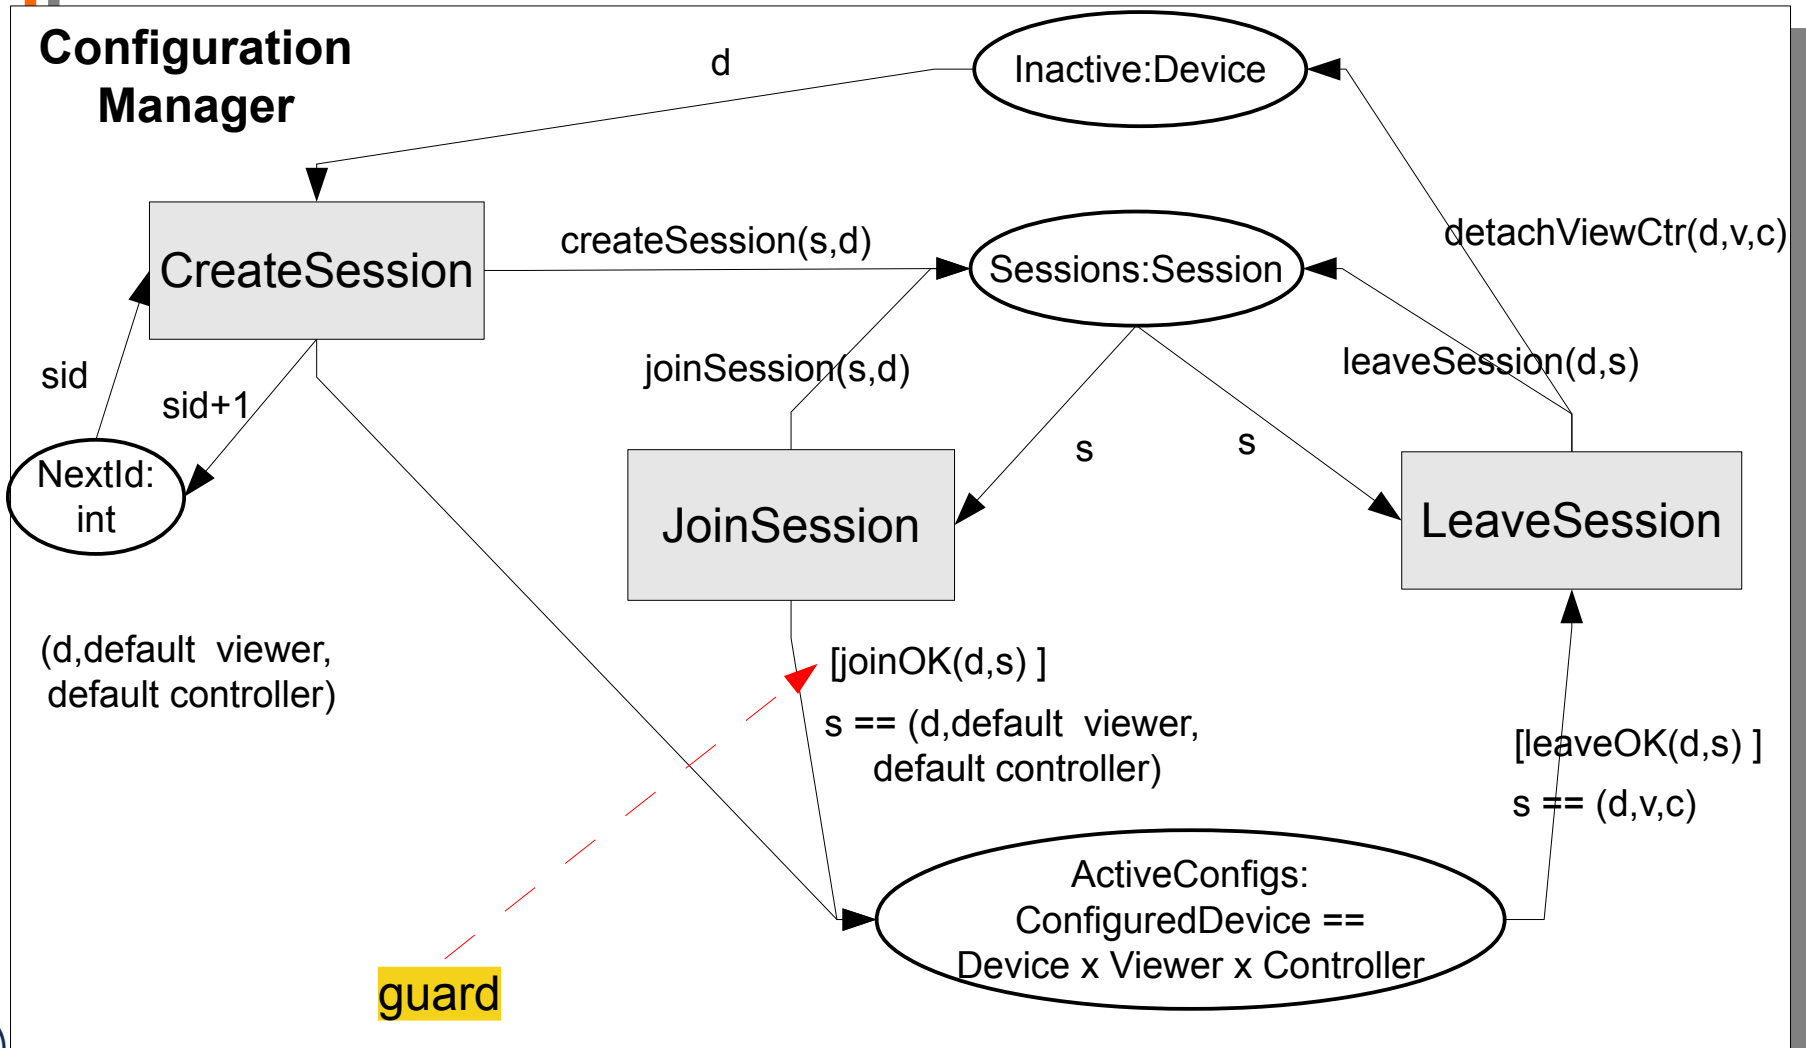 Configuration
Manager
d
Inactive:Device
CreateSession
createSession(s,d)
Sessions:Session
detachViewCtr(d,v,c)
sid
sid+1
joinSession(s,d)
leaveSession(d,s)
s
s
NextId:
int
JoinSession
LeaveSession
(d,default viewer,
default controller)
[joinOK(d,s) ]
s == (d,default viewer,
default controller)
[leaveOK(d,s) ]
s == (d,v,c)
ActiveConfigs:
ConfiguredDevice ==
Device x Viewer x Controller
guard